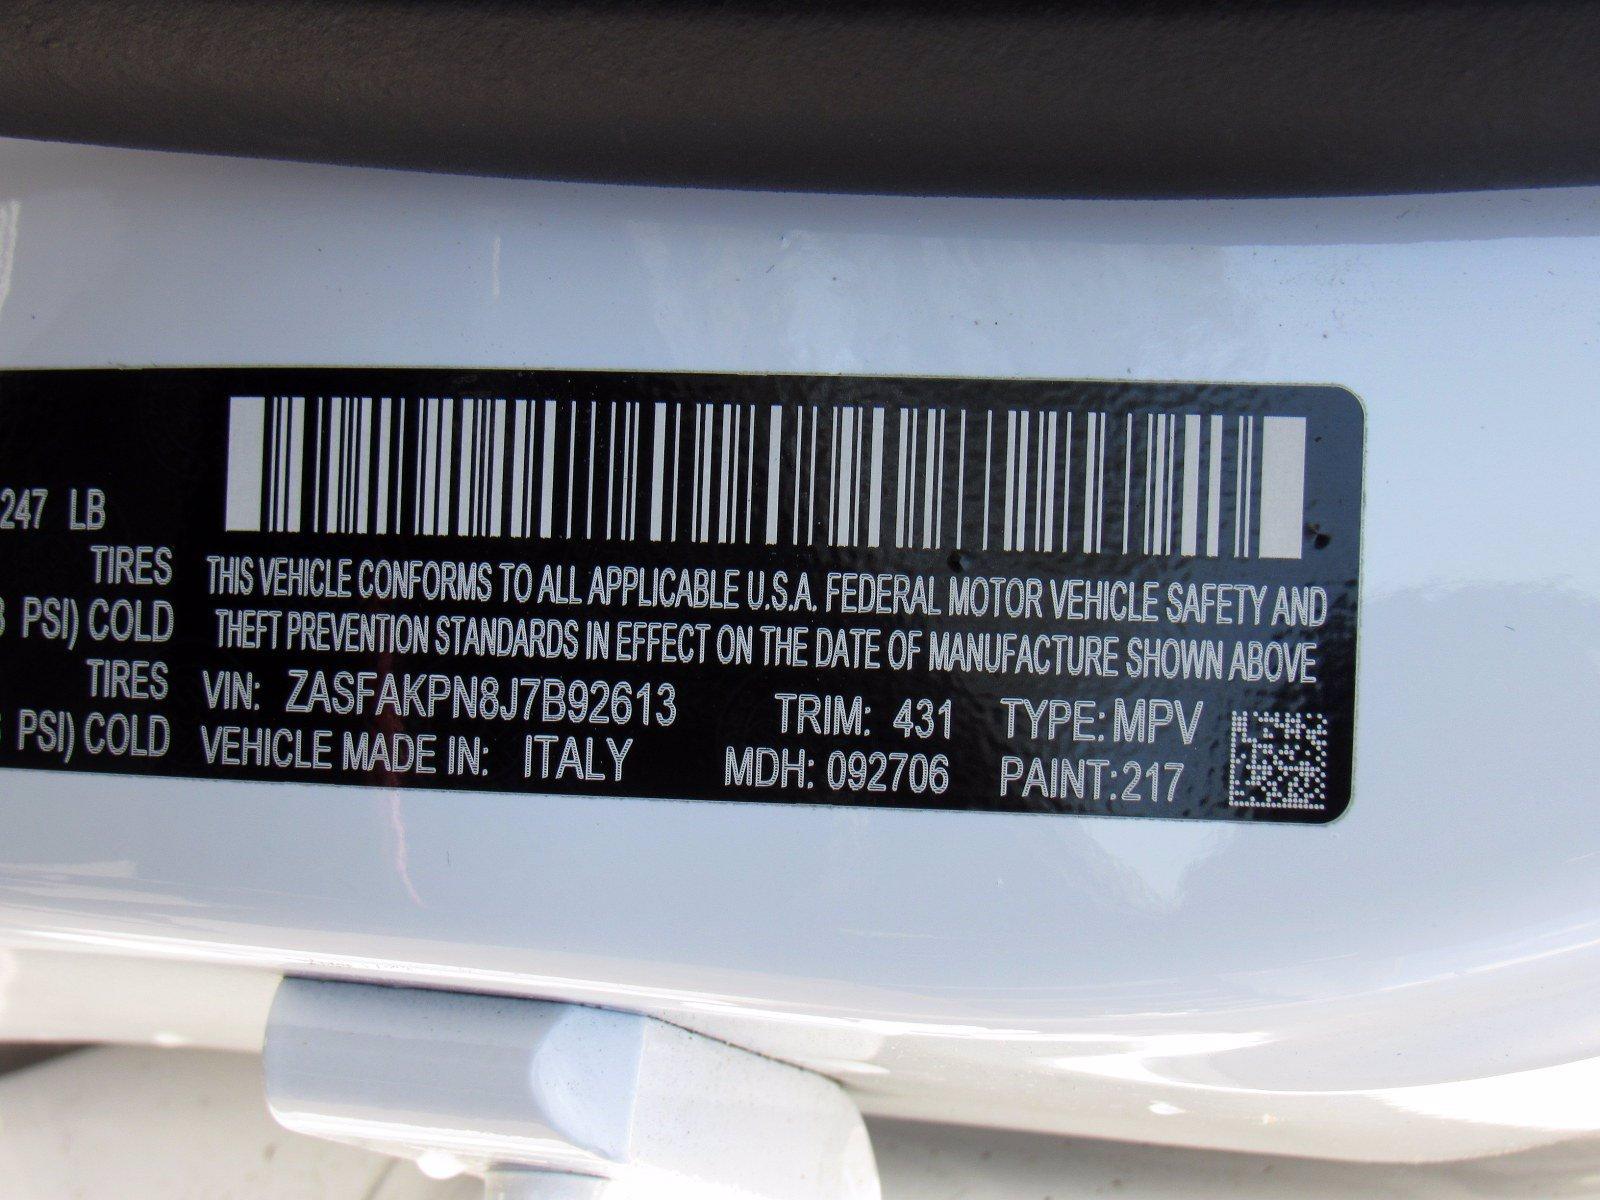 247 LB
TIRES
PSI) COLD
TIRES
PSI) COLD
THIS VEHICLE CONFORMS TO ALL APPLICABLE U.S.A. FEDERAL MOTOR VEHICLE SAFETY AND
THEFT PREVENTION STANDARDS IN EFFECT ON THE DATE OF MANUFACTURE SHOWN ABOVE
VIN: ZASFAKPN8J7B92613 TRIM: 431 TYPE: MPV
VEHICLE MADE IN: ITALY MDH: 092706 PAINT: 217